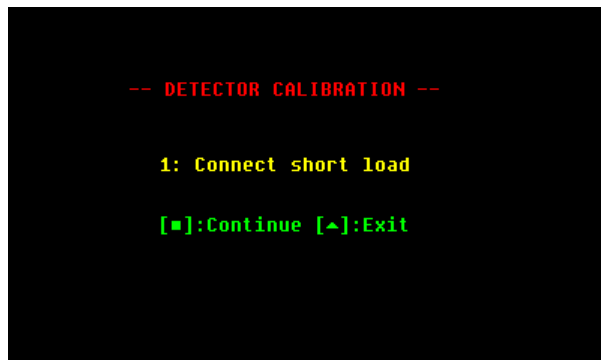 -- DETECTOR CALIBRATION --
1: Connect short load
[■]:Continue [▲]:Exit